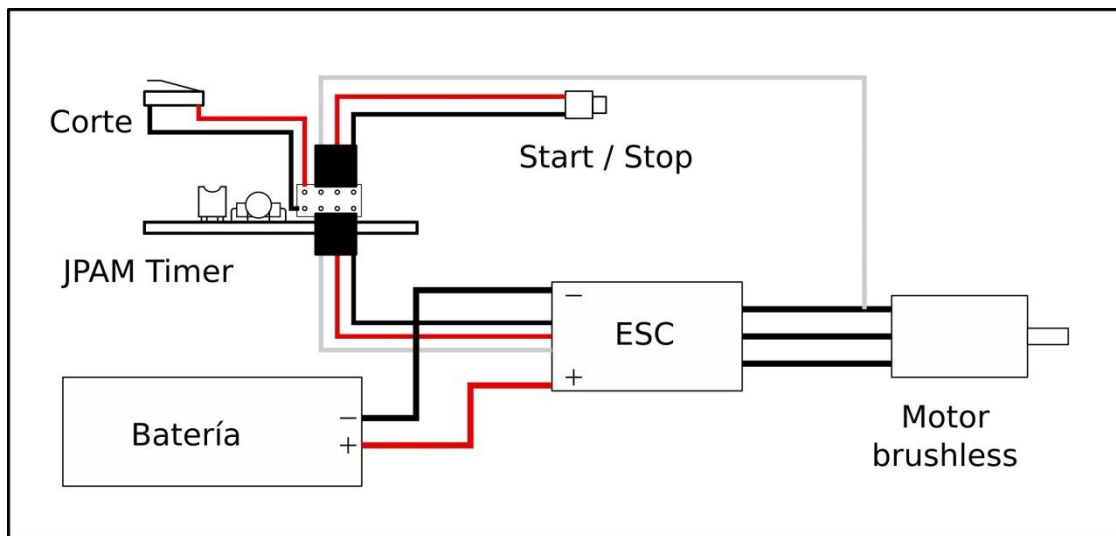 Corte
Start / Stop
JPAM Timer
−
ESC
+
Batería
−
+
Motor
brushless